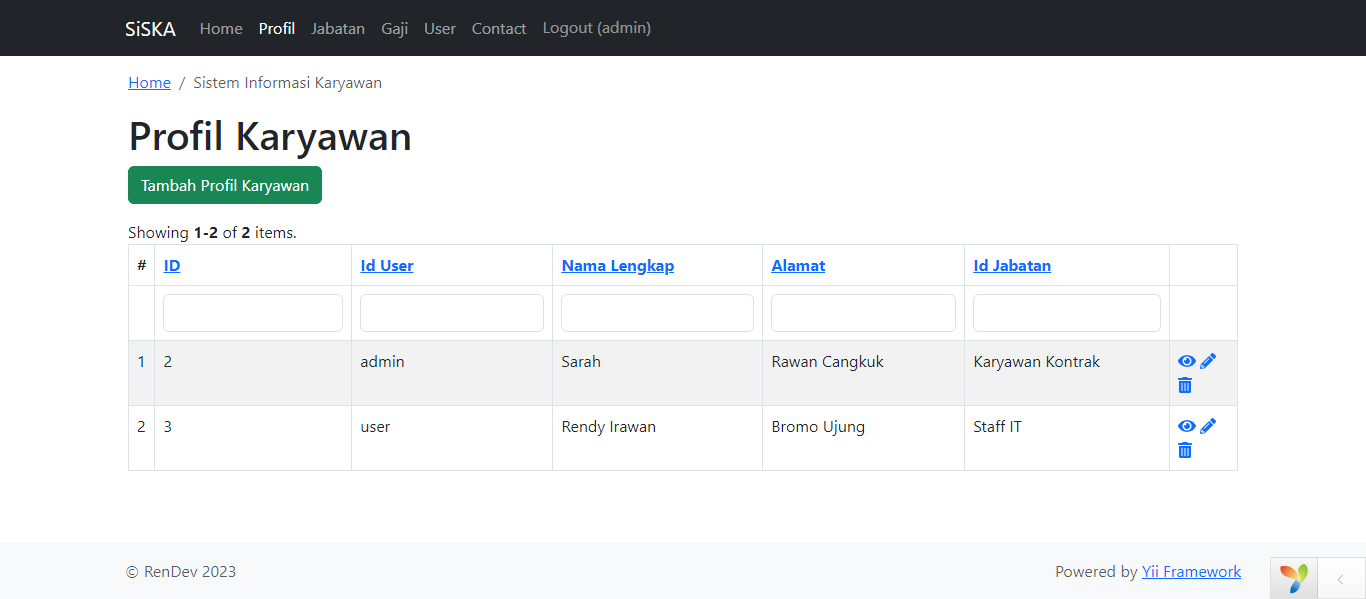 SiSKA Home Profil Jabatan Gaji User Contact Logout (admin)
Home / Sistem Informasi Karyawan
Profil Karyawan
Tambah Profil Karyawan
Showing 1-2 of 2 items.
# ID Id User Nama Lengkap Alamat Id Jabatan
1 2 admin Sarah Rawan Cangkuk Karyawan Kontrak
2 3 user Rendy Irawan Bromo Ujung Staff IT
© RenDev 2023 Powered by Yii Framework